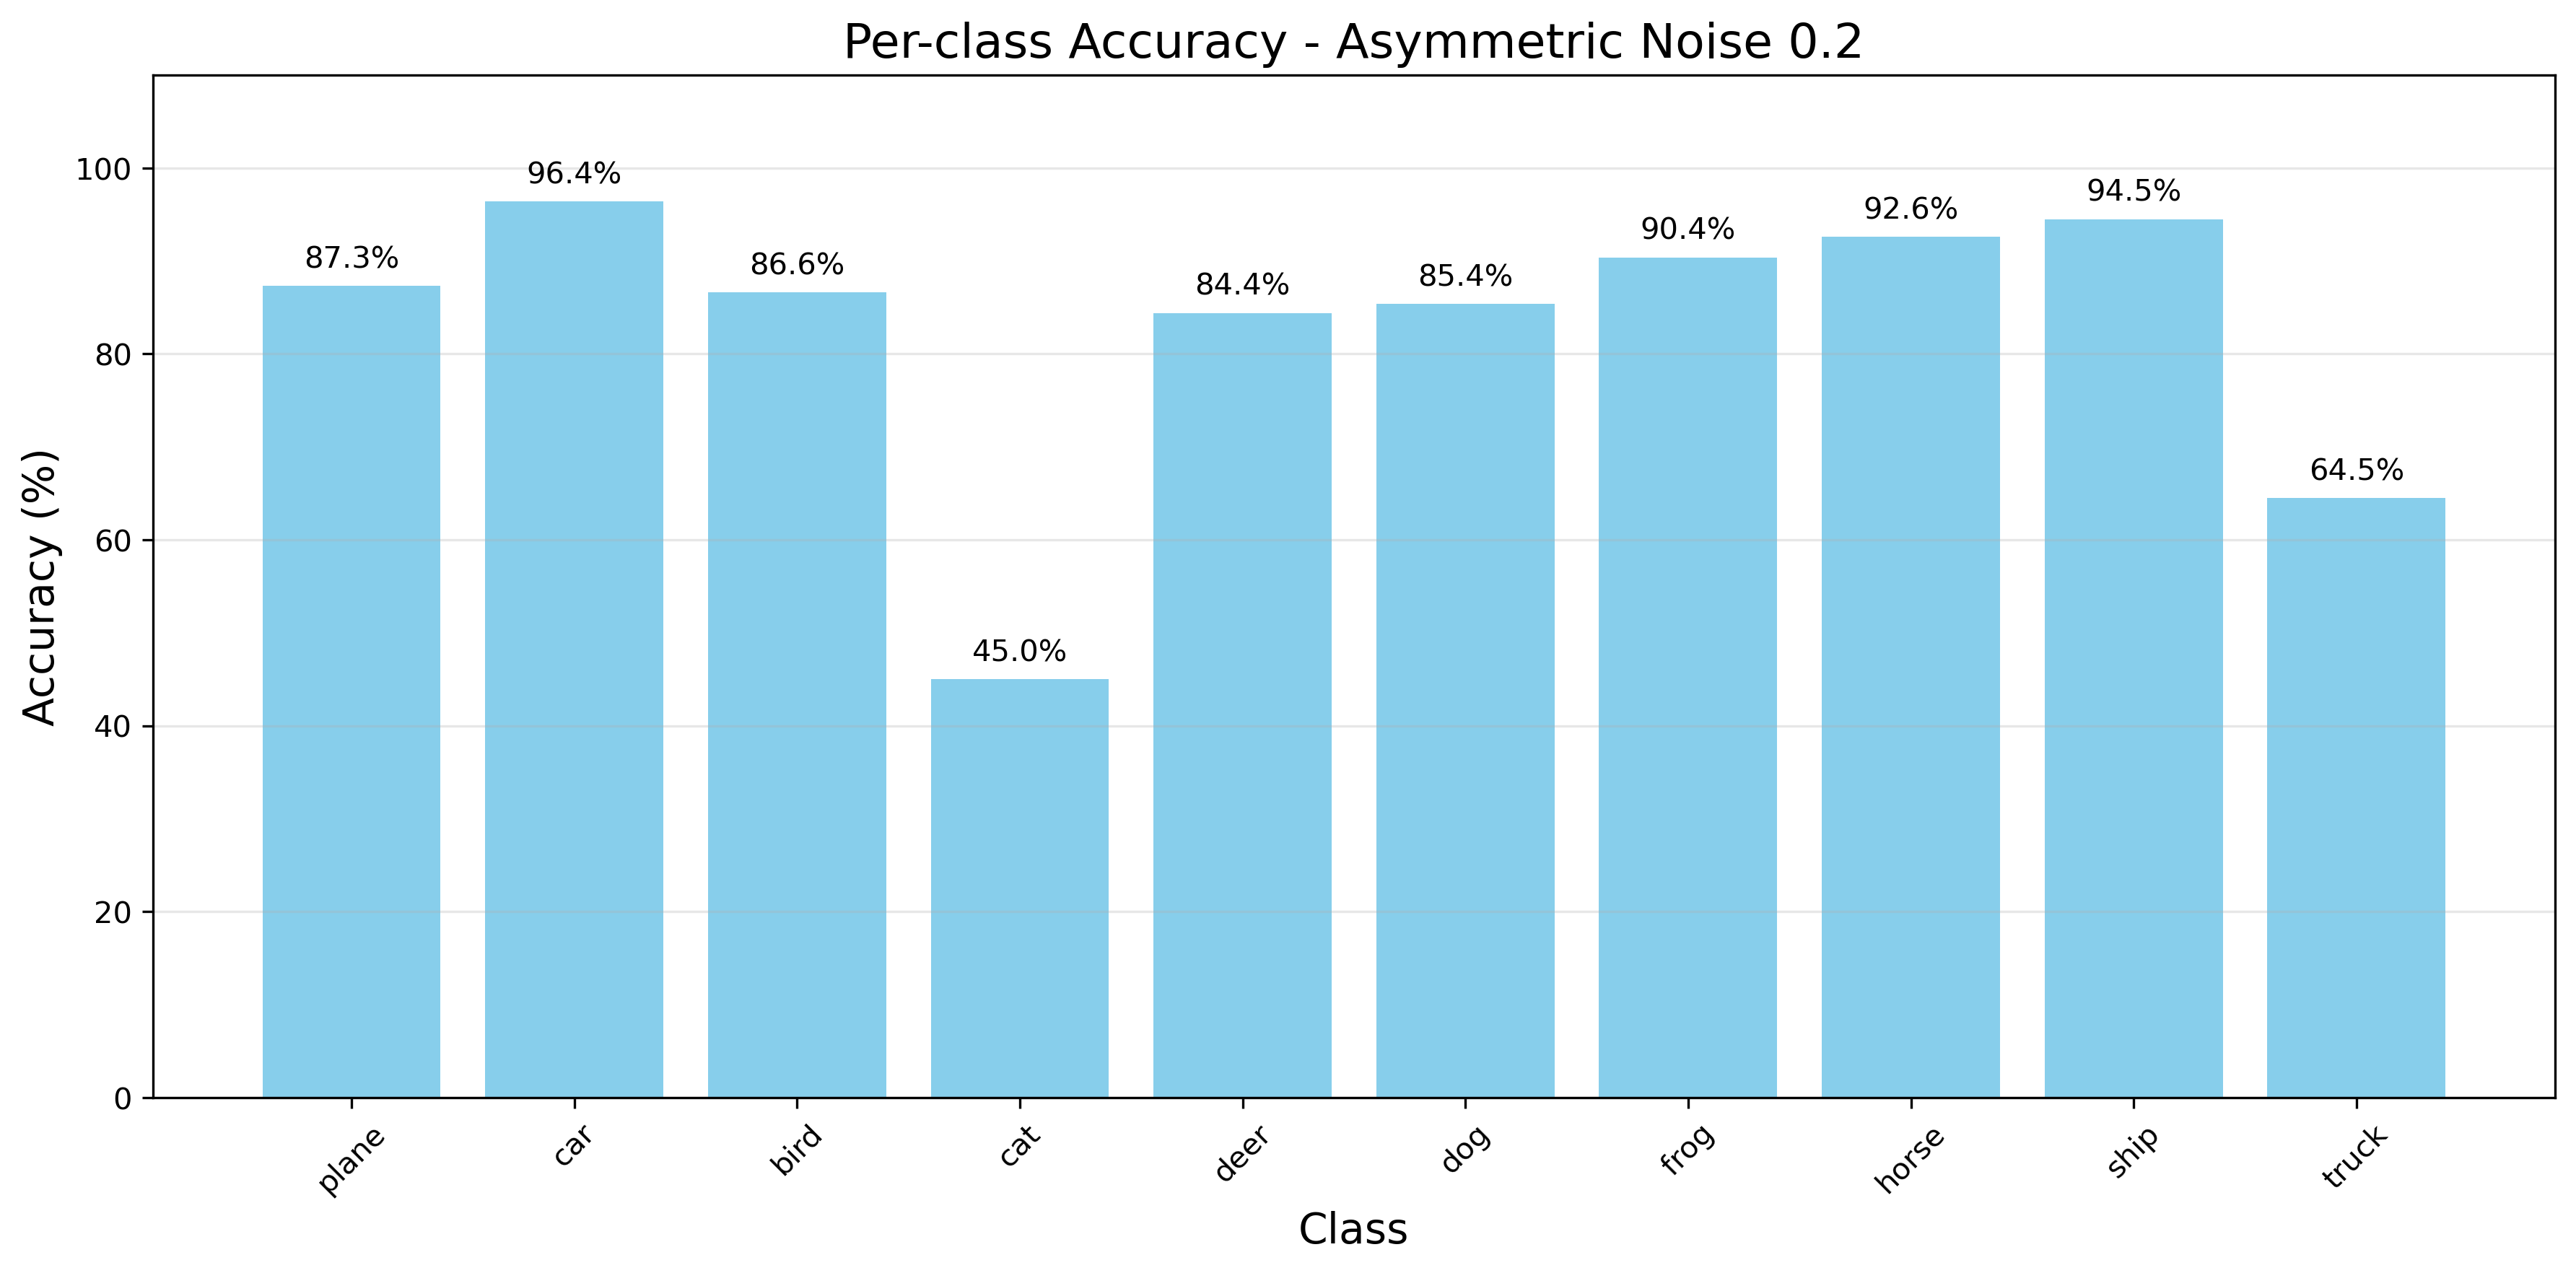 Per-class Accuracy - Asymmetric Noise 0.2
Accuracy (%)
100
80
60
40
20
0
87.3%
96.4%
86.6%
45.0%
84.4%
85.4%
90.4%
92.6%
94.5%
64.5%
plane
car
bird
cat
deer
dog
frog
horse
ship
truck
Class